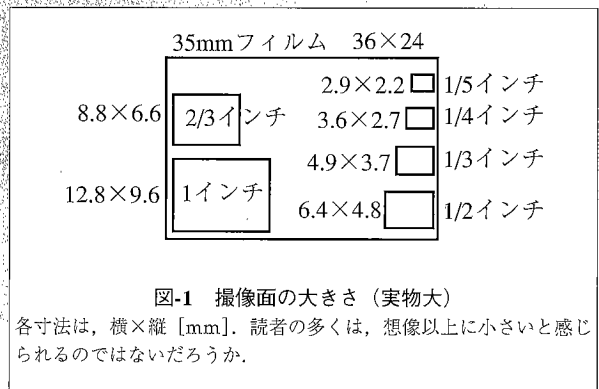 35mmフィルム 36×24
2.9×2.2 1/5インチ
8.8×6.6 2/3インチ 3.6×2.7 1/4インチ
4.9×3.7 1/3インチ
12.8×9.6 1インチ 6.4×4.8 1/2インチ
図-1 撮像面の大きさ（実物大）
各寸法は，横×縦［mm］．読者の多くは，想像以上に小さいと感じ
られるのではないだろうか．